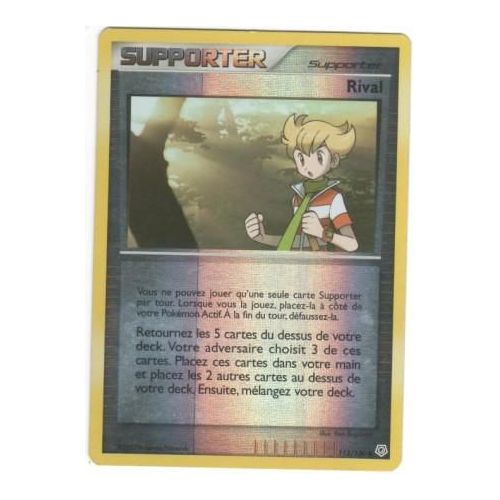 SUPPORTER
Supporter
Rival
Vous ne pouvez jouer qu'une seule carte Supporter
par tour. Lorsque vous la jouez, placez-la à côté de
votre Pokémon Actif. À la fin du tour, défaussez-la.
Retournez les 5 cartes du dessus de votre
deck. Votre adversaire choisit 3 de ces
cartes. Placez ces cartes dans votre main
et placez les 2 autres cartes au dessus de
votre deck. Ensuite, mélangez votre deck.